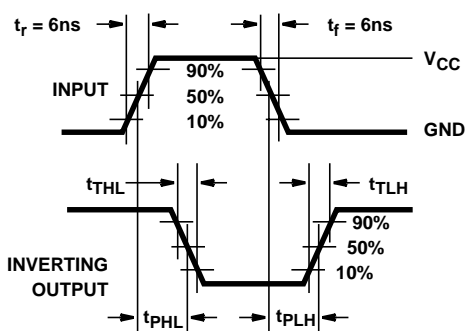 tr = 6ns
tf = 6ns
VCC
90%
INPUT
50%
10%
GND
tTHL
tTLH
90%
50%
INVERTING
OUTPUT
10%
tPHL
tPLH